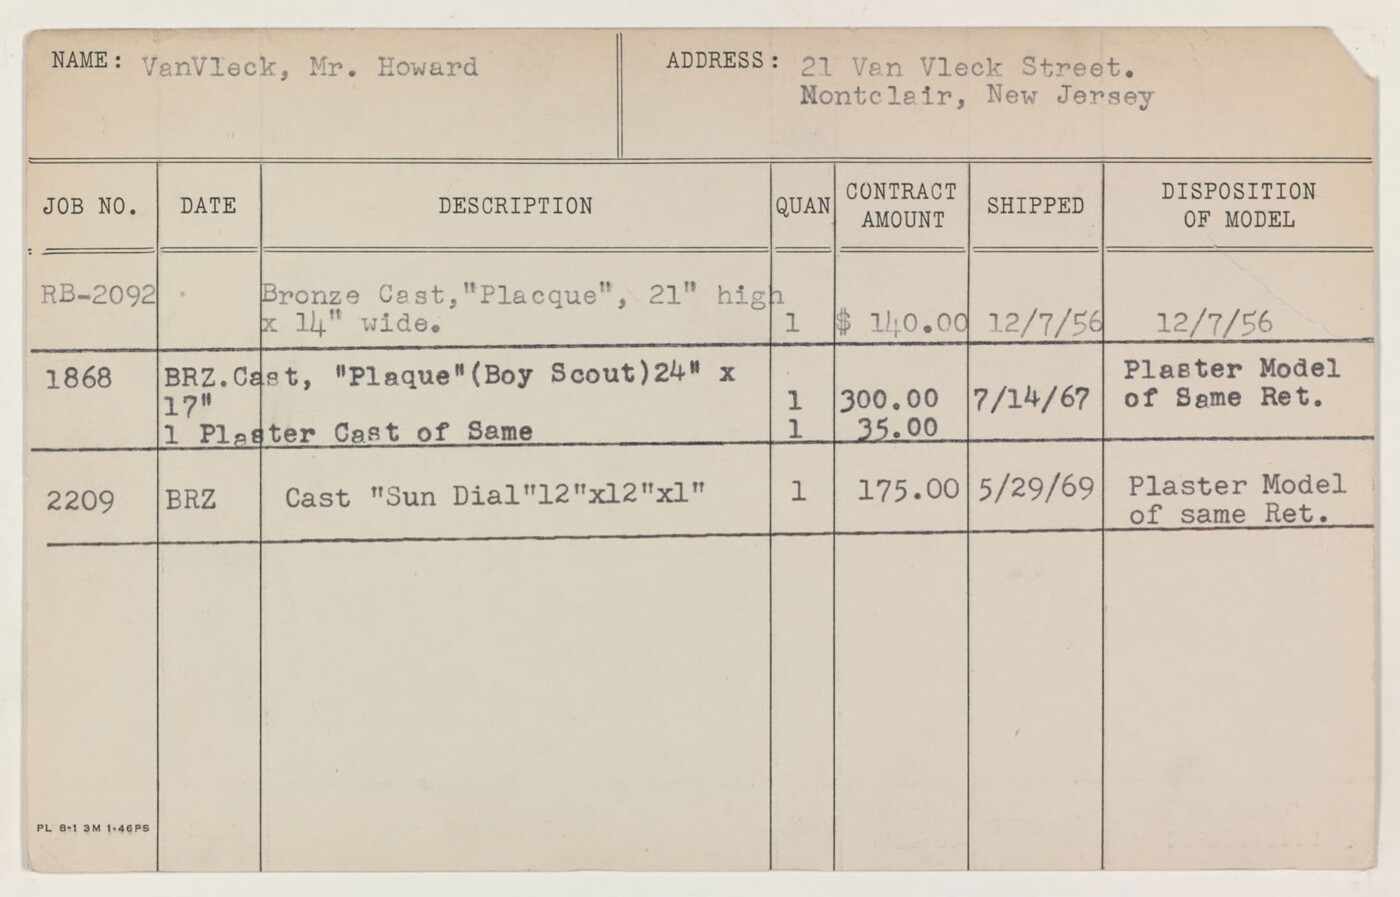 NAME: VanVleck, Mr. Howard
ADDRESS: 21 Van Vleck Street.
Montclair, New Jersey
JOB NO. DATE DESCRIPTION QUAN CONTRACT AMOUNT SHIPPED DISPOSITION OF MODEL
RB-2092 Bronze Cast,"Placque", 21" high
x 14" wide. 1 $ 140.00 12/7/56 12/7/56
1868 BRZ.Cast, "Plaque"(Boy Scout)24" x Plaster Model
17" 1 300.00 7/14/67 of Same Ret.
1 Plaster Cast of Same 1 35.00
2209 BRZ Cast "Sun Dial"12"x12"x1" 1 175.00 5/29/69 Plaster Model
of same Ret.
PL 8-1 3M 1-46PS